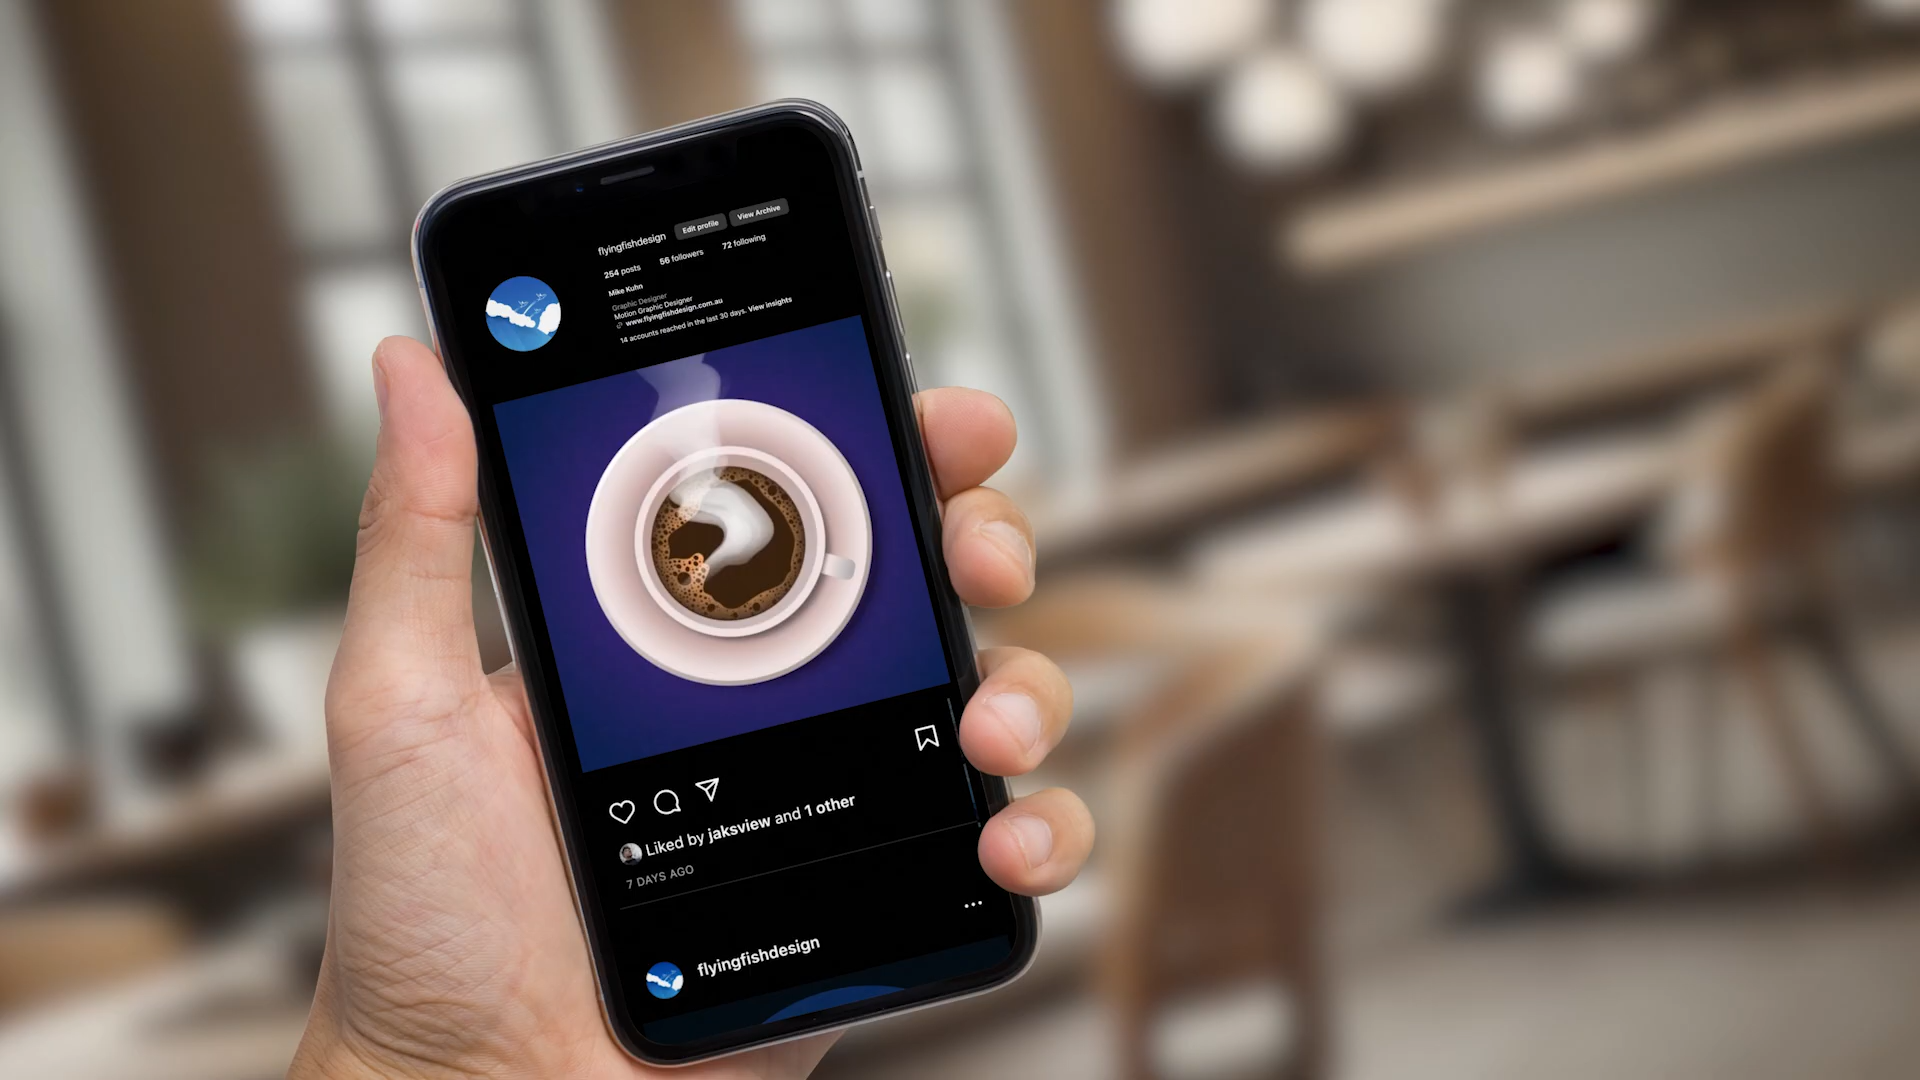 flyingfishdesign Edit profile View Archive
254 posts 56 followers 72 following
Mike Kuhn
Graphic Designer
Motion Graphic Designer
www.flyingfishdesign.com.au
14 accounts reached in the last 30 days. View insights
Liked by jaksview and 1 other
7 DAYS AGO
flyingfishdesign